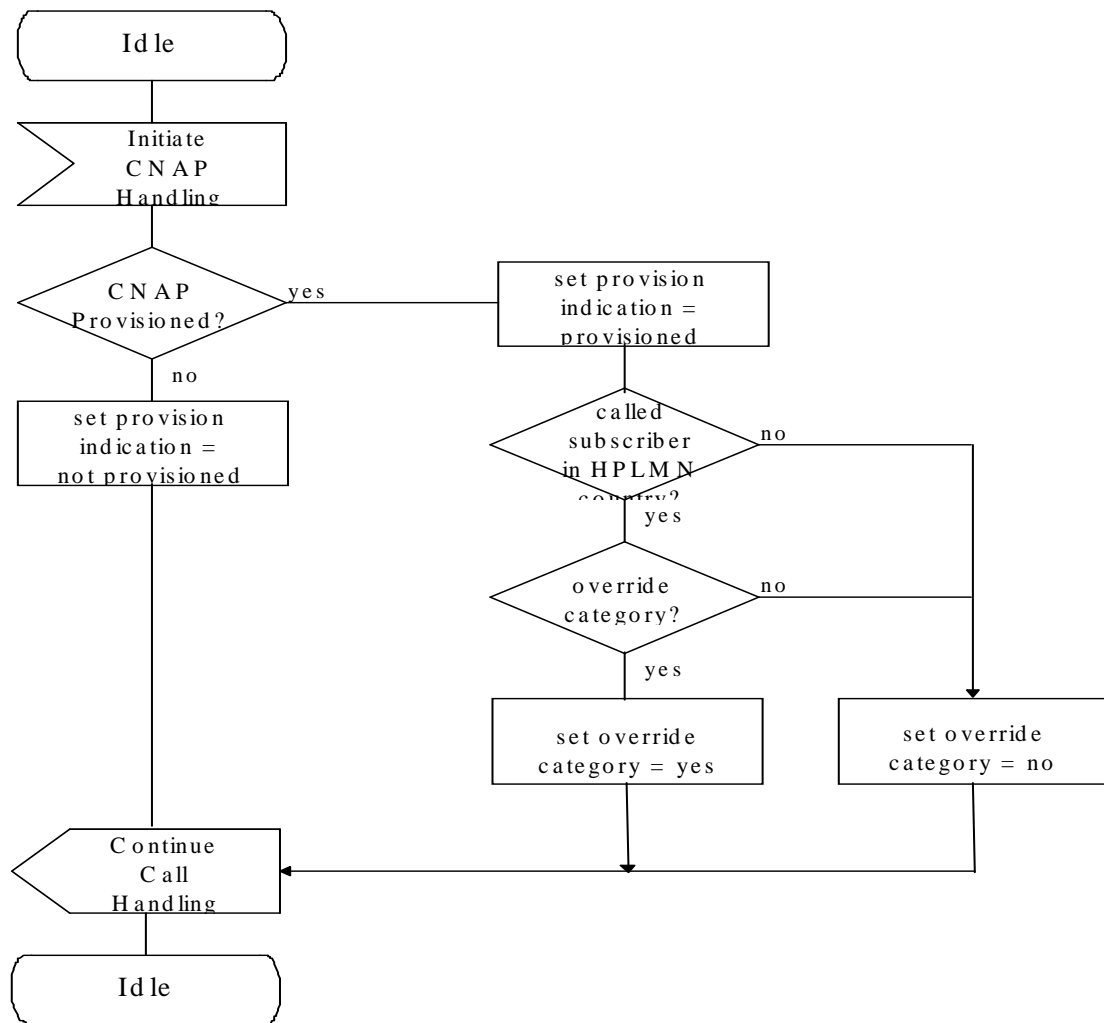 Idle
Initiate
CNAP
Handling
CNAP
Provisioned?
yes
set provision
indication =
provisioned
no
set provision
indication =
not provisioned
called
subscriber
in HPLMN
country?
no
yes
override
category?
no
yes
set override
category = yes
set override
category = no
Continue
Call
Handling
Idle